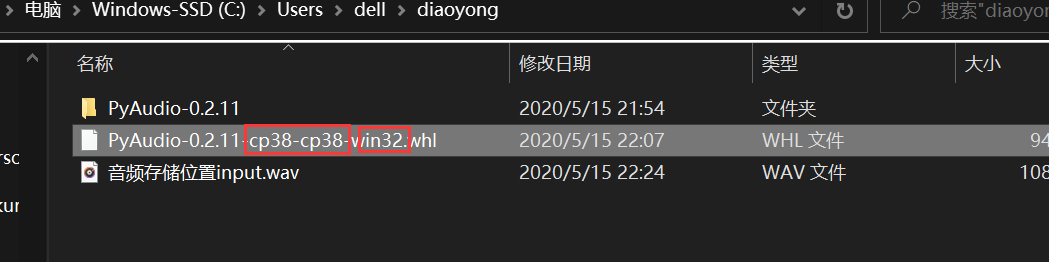 电脑 > Windows-SSD (C:) > Users > dell > diaoyong
搜索"diaoyon
名称 修改日期 类型 大小
PyAudio-0.2.11 2020/5/15 21:54 文件夹
PyAudio-0.2.11-cp38-cp38-win32.whl 2020/5/15 22:07 WHL 文件 94
音频存储位置input.wav 2020/5/15 22:24 WAV 文件 108